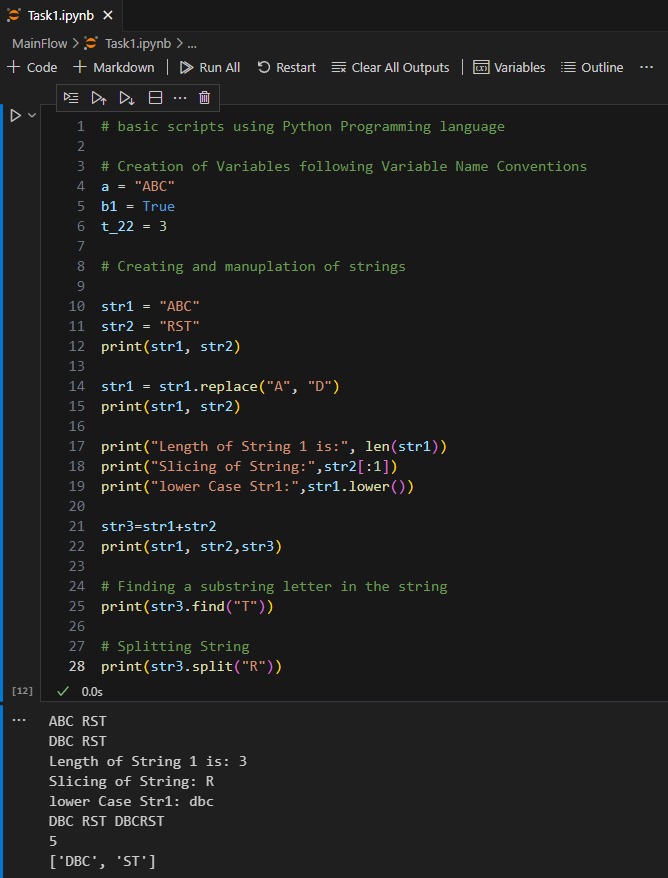 Task1.ipynb
MainFlow > Task1.ipynb > ...
+ Code + Markdown | Run All Restart Clear All Outputs | Variables Outline ...
...
1 # basic scripts using Python Programming language
2
3 # Creation of Variables following Variable Name Conventions
4 a = "ABC"
5 b1 = True
6 t_22 = 3
7
8 # Creating and manuplation of strings
9
10 str1 = "ABC"
11 str2 = "RST"
12 print(str1, str2)
13
14 str1 = str1.replace("A", "D")
15 print(str1, str2)
16
17 print("Length of String 1 is:", len(str1))
18 print("Slicing of String:",str2[:1])
19 print("lower Case Str1:",str1.lower())
20
21 str3=str1+str2
22 print(str1, str2,str3)
23
24 # Finding a substring letter in the string
25 print(str3.find("T"))
26
27 # Splitting String
28 print(str3.split("R"))
[12] ✓ 0.0s
... ABC RST
DBC RST
Length of String 1 is: 3
Slicing of String: R
lower Case Str1: dbc
DBC RST DBCRST
5
['DBC', 'ST']